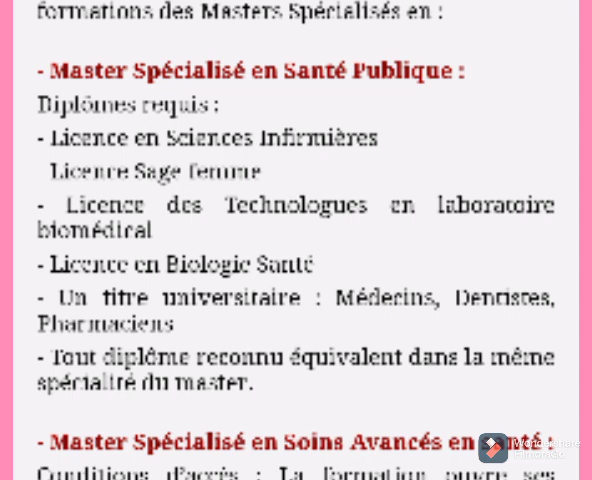 formations des Masters Spécialisés en :
- Master Spécialisé en Santé Publique :
Diplômes requis :
- Licence en Sciences Infirmières
Licence Sage femme
- Licence des Technologues en laboratoire
biomédical
- Licence en Biologie Santé
- Un titre universitaire : Médecins, Dentistes,
Pharmaciens
- Tout diplôme reconnu équivalent dans la même
spécialité du master.
- Master Spécialisé en Soins Avancés en Santé :
Wondershare
Filmora
Conditions d'accès : La formation ouvre ses